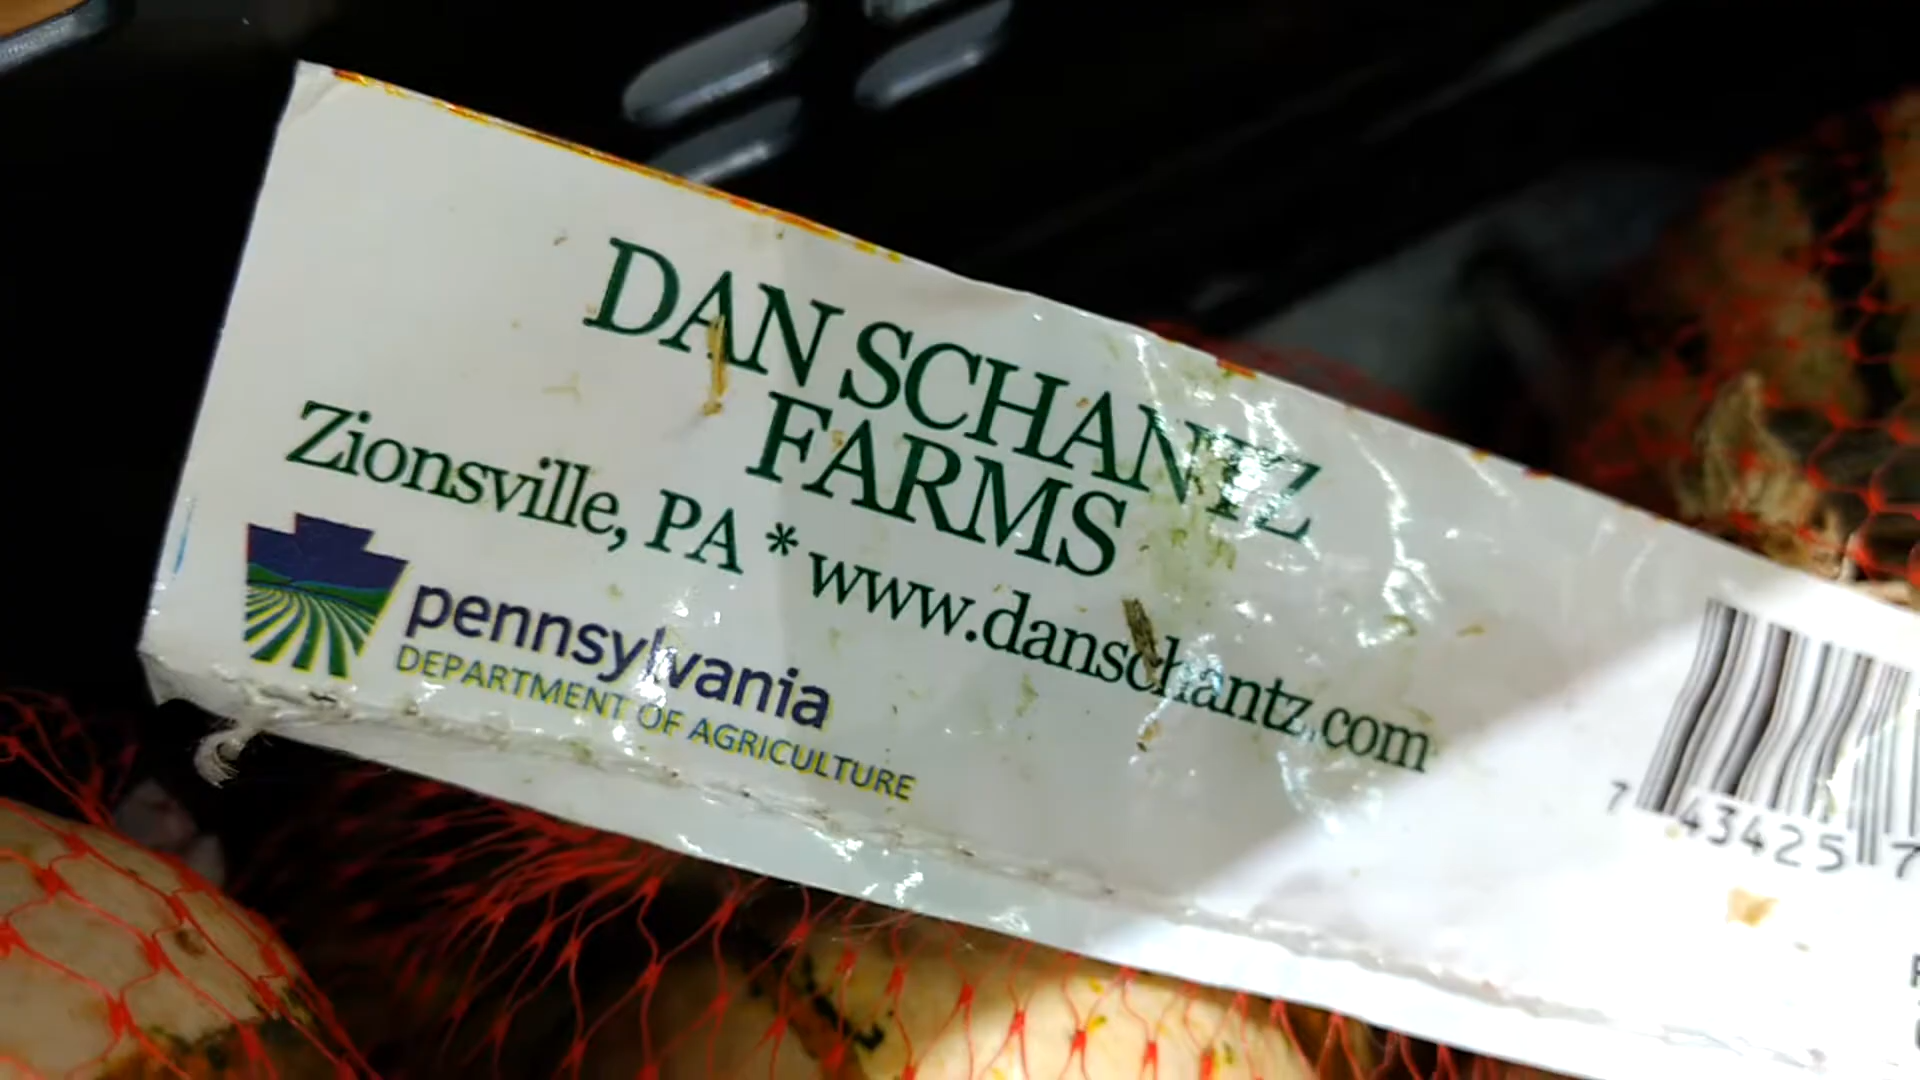 DAN SCHANTZ
FARMS
Zionsville, PA * www.danschantz.com
pennsylvania
DEPARTMENT OF AGRICULTURE
7 43425 7